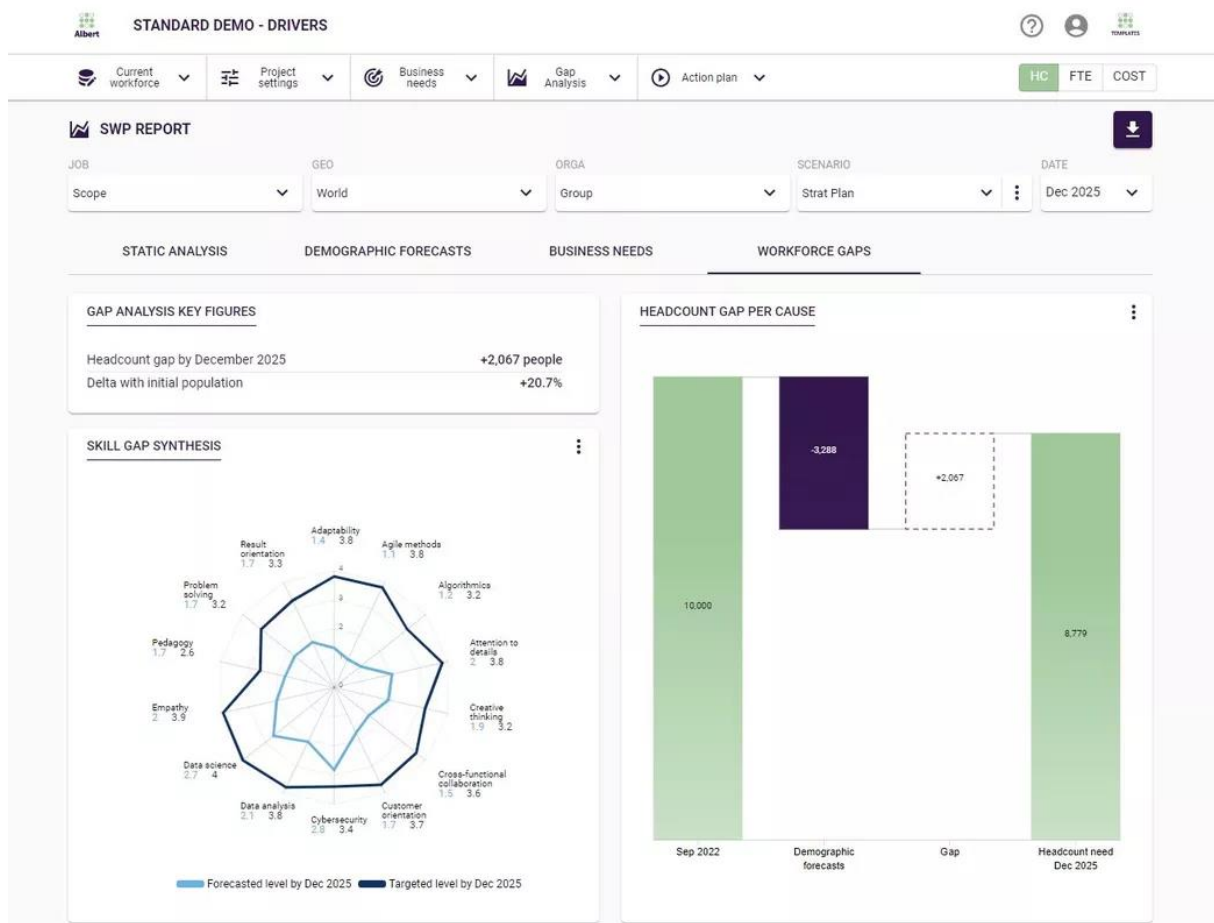 Albert
STANDARD DEMO - DRIVERS
TEMPLATES
Current
workforce
Project
settings
Business
needs
Gap
Analysis
Action plan
HC FTE COST
SWP REPORT
JOB GEO ORGA SCENARIO DATE
Scope World Group Strat Plan Dec 2025
STATIC ANALYSIS DEMOGRAPHIC FORECASTS BUSINESS NEEDS WORKFORCE GAPS
GAP ANALYSIS KEY FIGURES
Headcount gap by December 2025 +2,067 people
Delta with initial population +20.7%
SKILL GAP SYNTHESIS
Adaptability
1.4 3.8
Agile methods
1.1 3.8
Algorithmics
1.2 3.2
Attention to
details
2 3.8
Creative
thinking
1.9 3.2
Cross-functional
collaboration
1.5 3.6
Customer
orientation
1.7 3.7
Cybersecurity
2.8 3.4
Data analysis
2.1 3.8
Data science
2.7 4
Empathy
2 3.9
Pedagogy
1.7 2.6
Problem
solving
1.7 3.2
Result
orientation
1.7 3.3
4
3
2
0
Forecasted level by Dec 2025 Targeted level by Dec 2025
HEADCOUNT GAP PER CAUSE
-3,288
+2,067
10,000
8,779
Sep 2022
Demographic
forecasts
Gap
Headcount need
Dec 2025